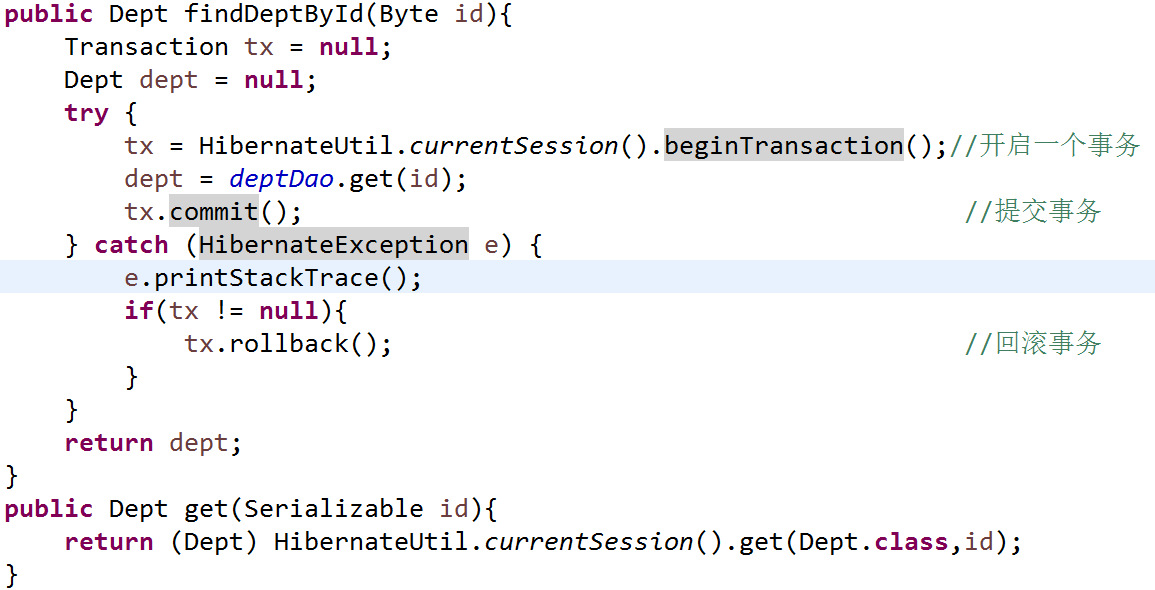 public Dept findDeptById(Byte id){
    Transaction tx = null;
    Dept dept = null;
    try {
        tx = HibernateUtil.currentSession().beginTransaction();//开启一个事务
        dept = deptDao.get(id);
        tx.commit();                                            //提交事务
    } catch (HibernateException e) {
        e.printStackTrace();
        if(tx != null){
            tx.rollback();                                      //回滚事务
        }
    }
    return dept;
}
public Dept get(Serializable id){
    return (Dept) HibernateUtil.currentSession().get(Dept.class,id);
}